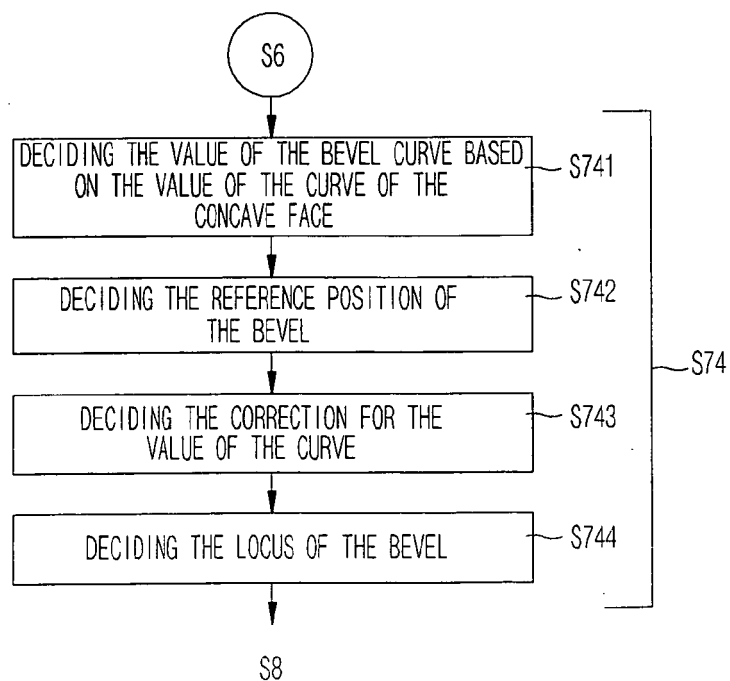 S6
DECIDING THE VALUE OF THE BEVEL CURVE BASED
ON THE VALUE OF THE CURVE OF THE
CONCAVE FACE
S741
DECIDING THE REFERENCE POSITION OF
THE BEVEL
S742
S74
DECIDING THE CORRECTION FOR THE
VALUE OF THE CURVE
S743
DECIDING THE LOCUS OF THE BEVEL
S744
S8